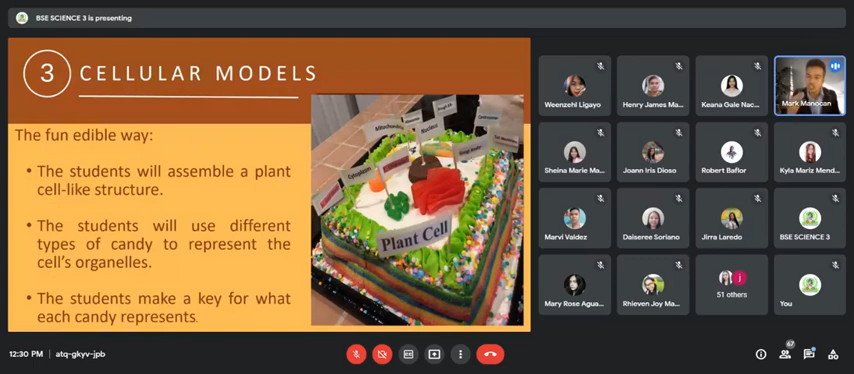 BSE SCIENCE 3 is presenting
3 CELLULAR MODELS
The fun edible way:
• The students will assemble a plant
cell-like structure.
• The students will use different
types of candy to represent the
cell's organelles.
• The students make a key for what
each candy represents.
Nucleus
Plant Cell
Weenzehl Ligayo
Henry James Ma...
Keana Gale Nac...
Mark Manocan
Sheina Marie Ma...
Joann Iris Dioso
Robert Baflor
Kyla Mariz Mend...
Marvi Valdez
Daiseree Soriano
Jirra Laredo
BSE SCIENCE 3
Mary Rose Agua...
Rhieven Joy Ma...
j
51 others
You
12:30 PM | atq-gkyv-jpb
67